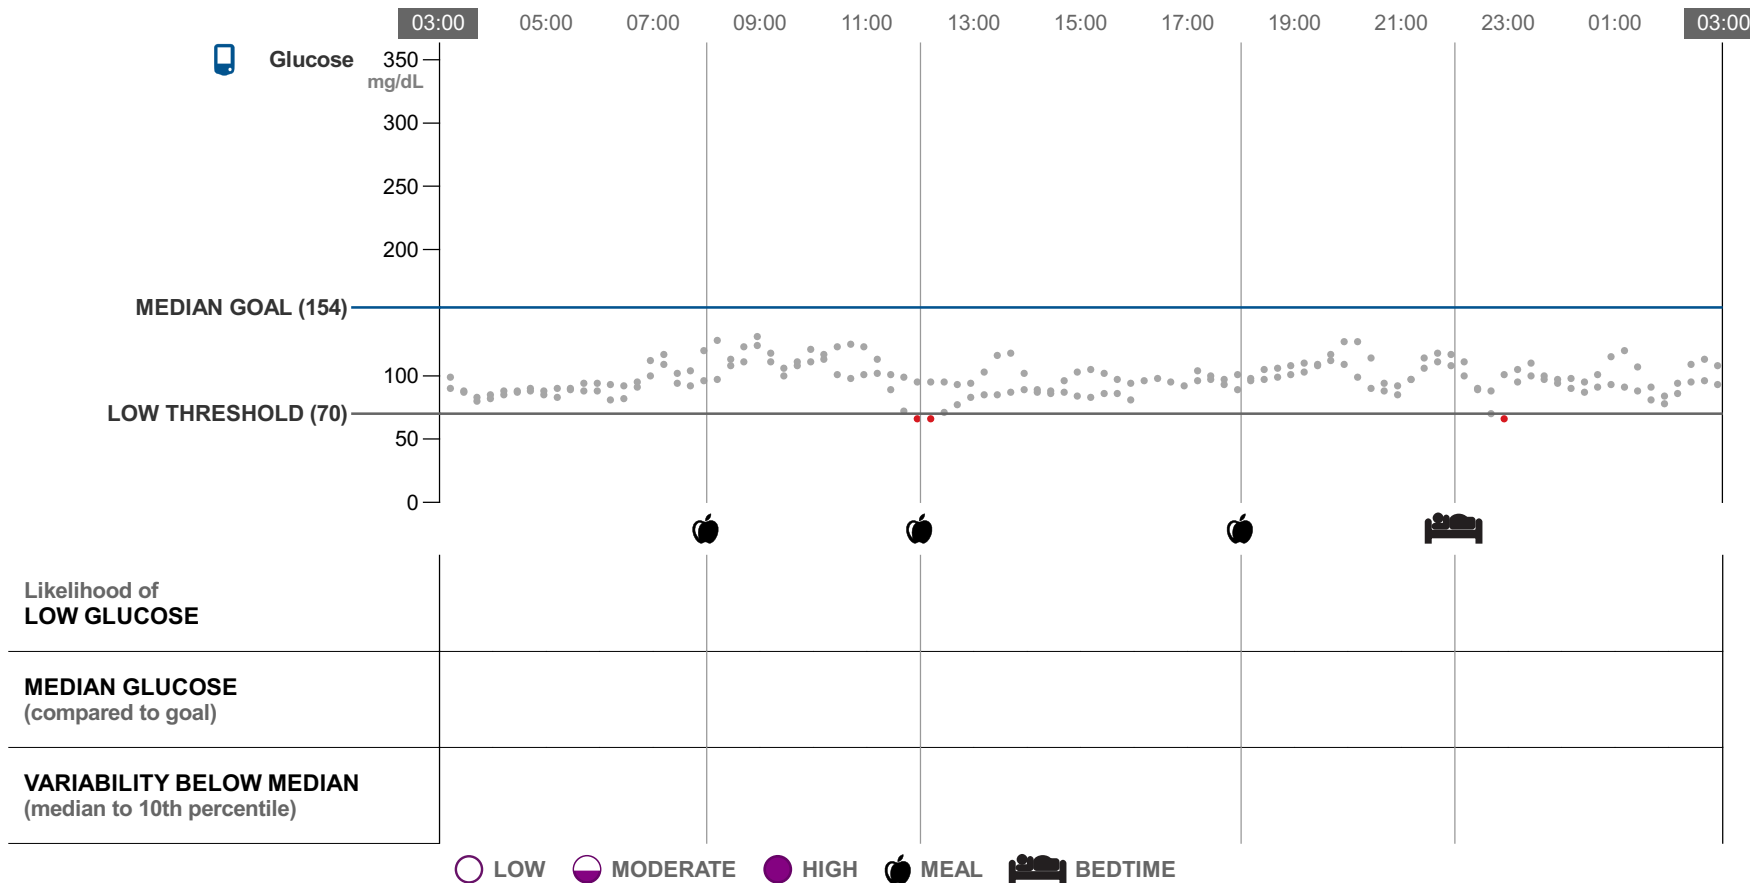 03:00 05:00 07:00 09:00 11:00 13:00 15:00 17:00 19:00 21:00 23:00 01:00 03:00
Glucose 350
mg/dL
300
250
200
MEDIAN GOAL (154)
100
LOW THRESHOLD (70)
50
0
Likelihood of
LOW GLUCOSE
MEDIAN GLUCOSE
(compared to goal)
VARIABILITY BELOW MEDIAN
(median to 10th percentile)
LOW MODERATE HIGH MEAL BEDTIME